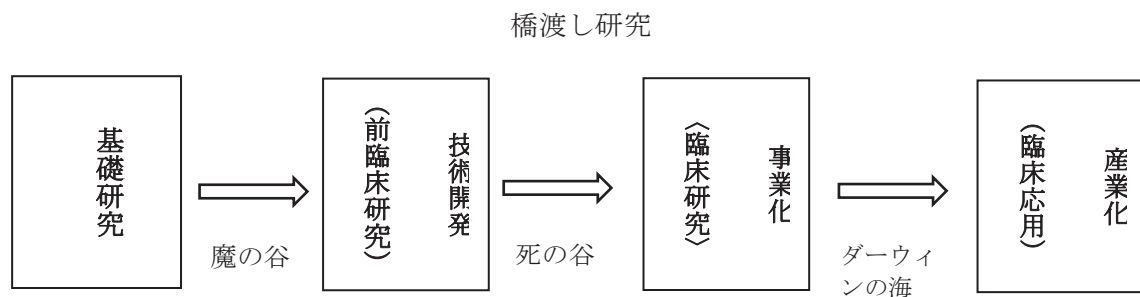 橋渡し研究
基礎研究
魔の谷
技術開発
（前臨床研究）
死の谷
事業化
〈臨床研究〉
ダーウィ
ンの海
産業化
（臨床応用）